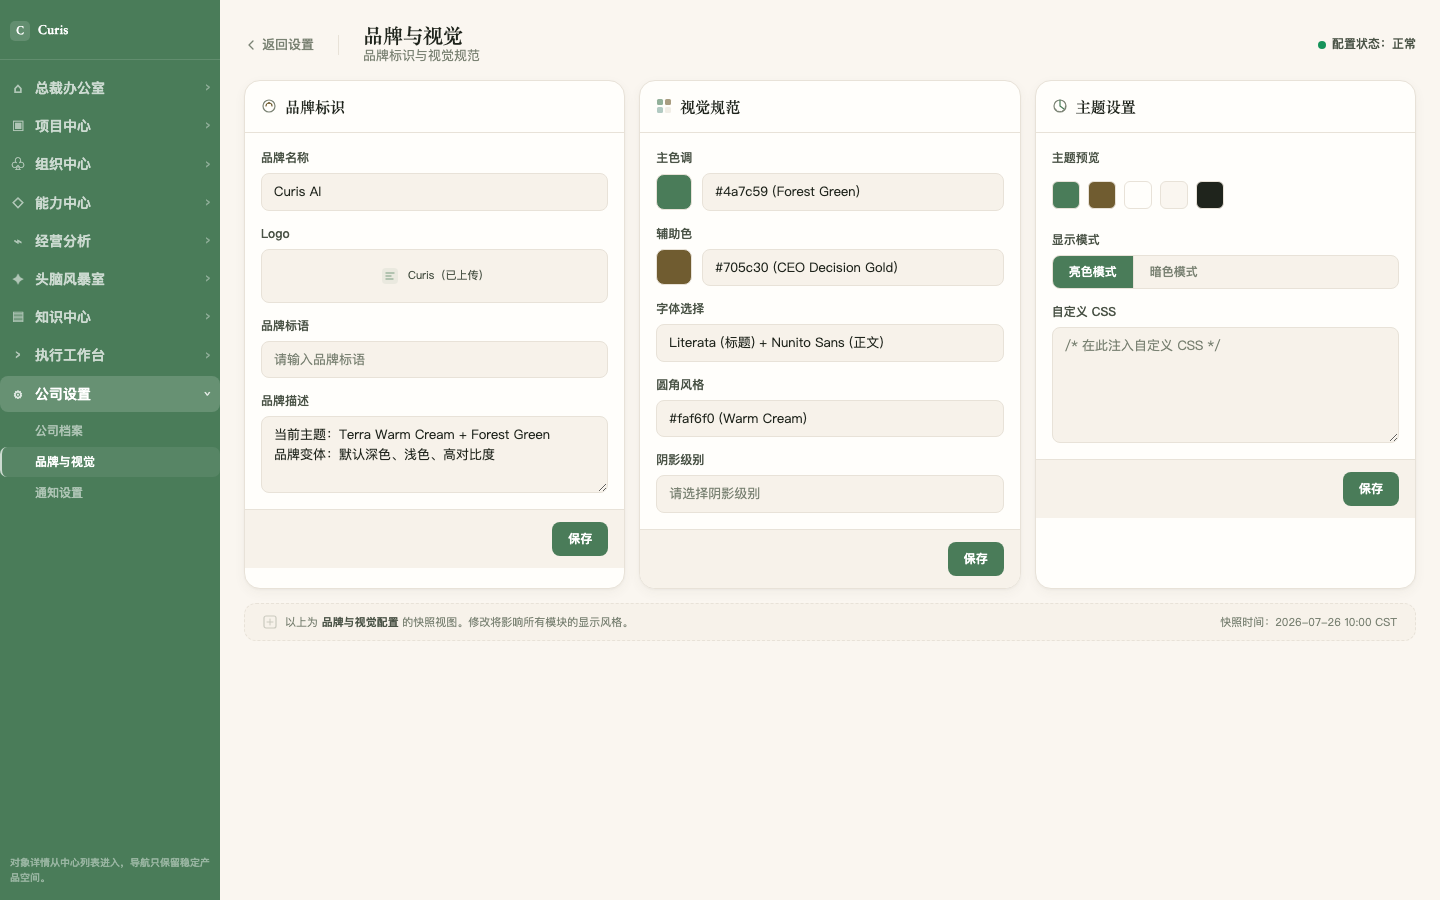 C Curis
总裁办公室
项目中心
组织中心
能力中心
经营分析
头脑风暴室
知识中心
执行工作台
公司设置
公司档案
品牌与视觉
通知设置
对象详情从中心列表进入，导航只保留稳定产
品空间。
返回设置
品牌与视觉
品牌标识与视觉规范
配置状态：正常
品牌标识
品牌名称
Curis AI
Logo
Curis（已上传）
品牌标语
请输入品牌标语
品牌描述
当前主题：Terra Warm Cream + Forest Green
品牌变体：默认深色、浅色、高对比度
保存
视觉规范
主色调
#4a7c59 (Forest Green)
辅助色
#705c30 (CEO Decision Gold)
字体选择
Literata (标题) + Nunito Sans (正文)
圆角风格
#faf6f0 (Warm Cream)
阴影级别
请选择阴影级别
保存
主题设置
主题预览
显示模式
亮色模式 暗色模式
自定义 CSS
/* 在此注入自定义 CSS */
保存
以上为 品牌与视觉配置 的快照视图。修改将影响所有模块的显示风格。
快照时间：2026-07-26 10:00 CST